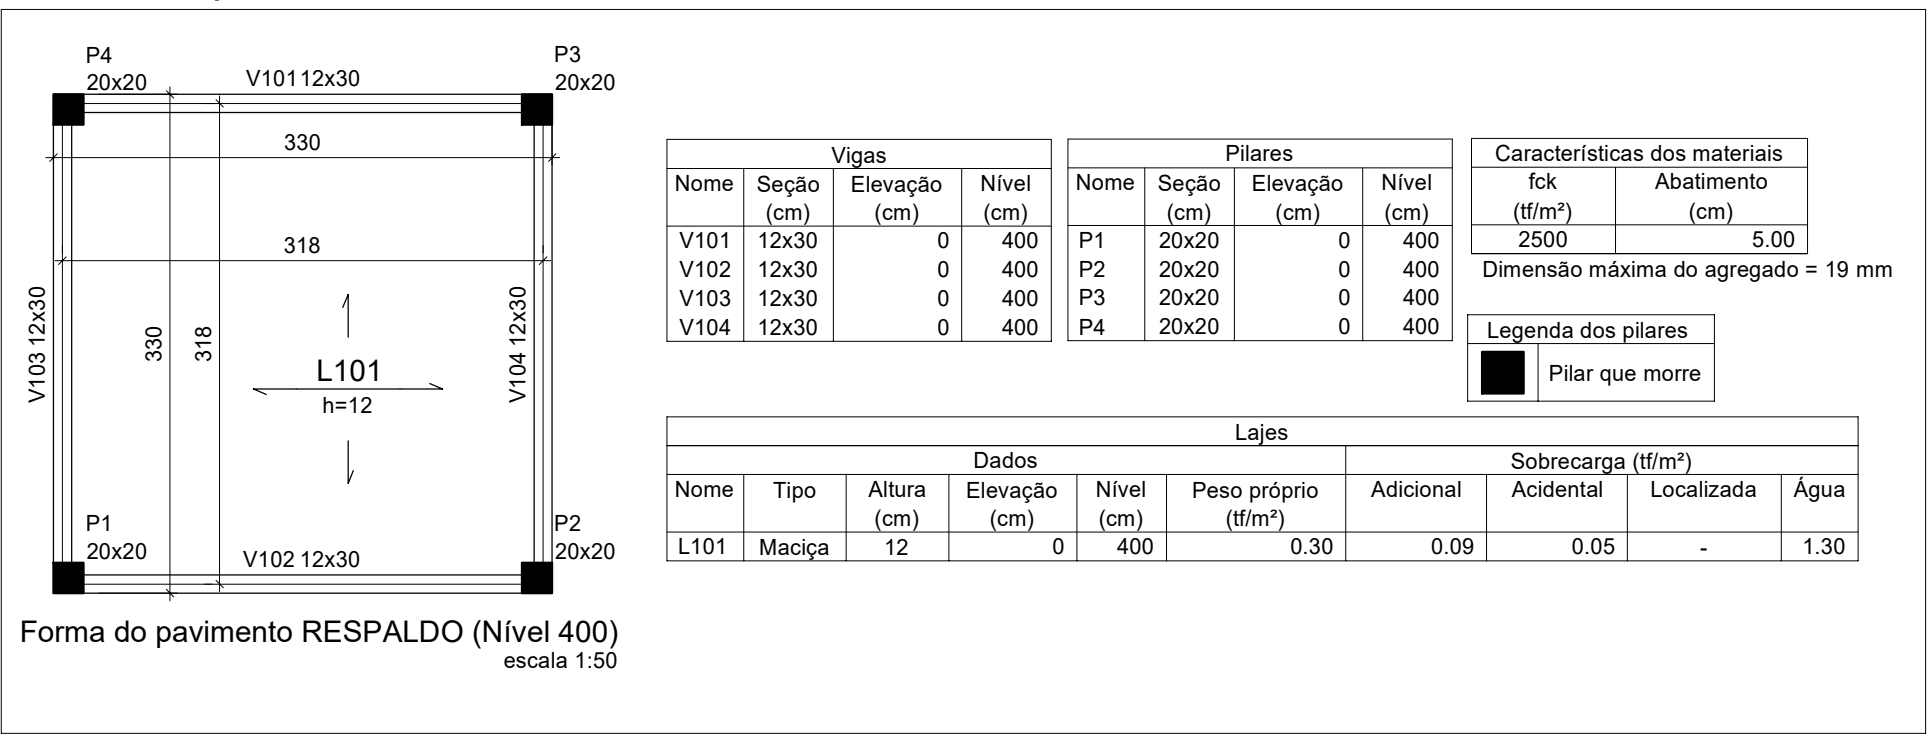 P4
20x20
V101 12x30
P3
20x20
330
318
V103 12x30
330
318
L101
h=12
V104 12x30
P1
20x20
V102 12x30
P2
20x20
Forma do pavimento RESPALDO (Nível 400)
escala 1:50
Vigas
Nome Seção (cm) Elevação (cm) Nível (cm)
V101 12x30 0 400
V102 12x30 0 400
V103 12x30 0 400
V104 12x30 0 400
Pilares
Nome Seção (cm) Elevação (cm) Nível (cm)
P1 20x20 0 400
P2 20x20 0 400
P3 20x20 0 400
P4 20x20 0 400
Características dos materiais
fck (tf/m²) Abatimento (cm)
2500 5.00
Dimensão máxima do agregado = 19 mm
Legenda dos pilares
Pilar que morre
Lajes
Dados Sobrecarga (tf/m²)
Nome Tipo Altura (cm) Elevação (cm) Nível (cm) Peso próprio (tf/m²) Adicional Acidental Localizada Água
L101 Maciça 12 0 400 0.30 0.09 0.05 - 1.30